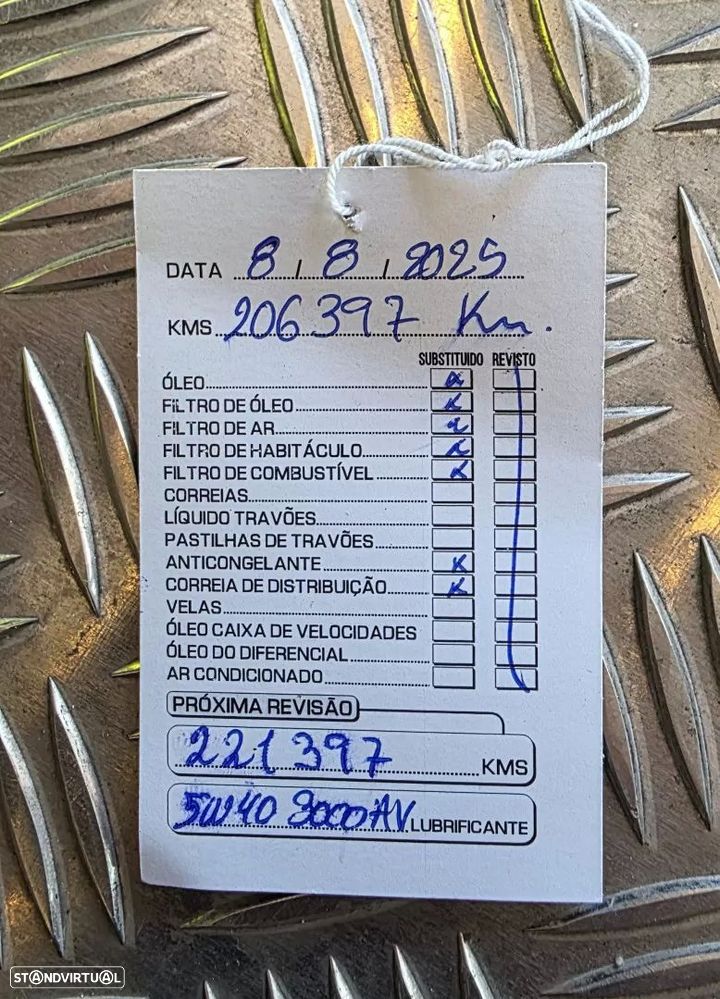 DATA 8 / 8 / 2025
KMS 206397 Km.
SUBSTITUIDO REVISTO
ÓLEO x
FILTRO DE ÓLEO x
FILTRO DE AR x
FILTRO DE HABITÁCULO x
FILTRO DE COMBUSTÍVEL x
CORREIAS
LÍQUIDO TRAVÕES
PASTILHAS DE TRAVÕES
ANTICONGELANTE x
CORREIA DE DISTRIBUIÇÃO x
VELAS
ÓLEO CAIXA DE VELOCIDADES
ÓLEO DO DIFERENCIAL
AR CONDICIONADO
PRÓXIMA REVISÃO
221397 KMS
5W40 9000AV LUBRIFICANTE
STANDVIRTUAL